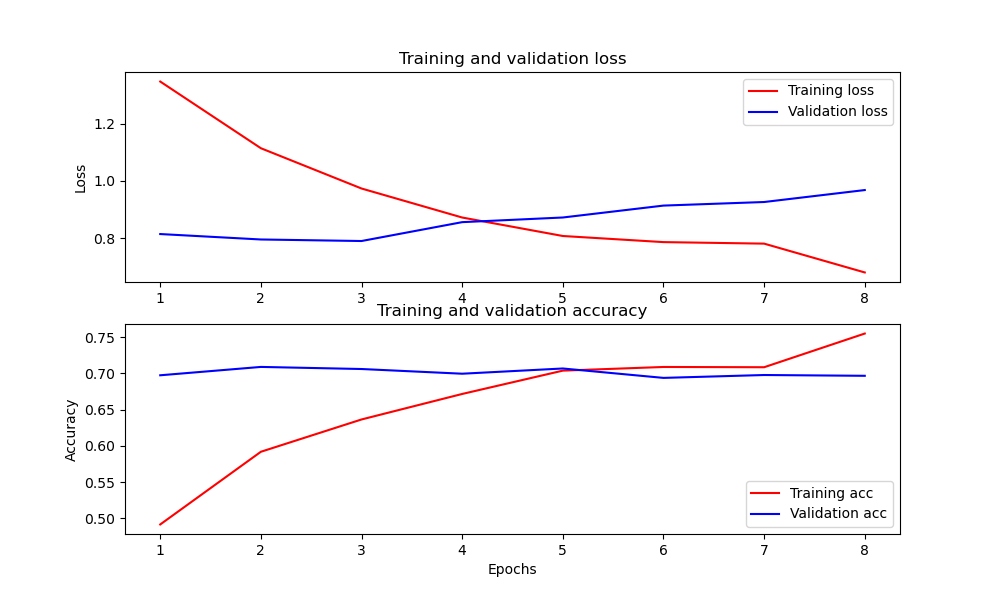 Training and validation loss
Training loss
Validation loss
1.2
1.0
0.8
Loss
1 2 3 4 5 6 7 8
Training and validation accuracy
0.75
0.70
0.65
0.60
0.55
0.50
Accuracy
Training acc
Validation acc
1 2 3 4 5 6 7 8
Epochs